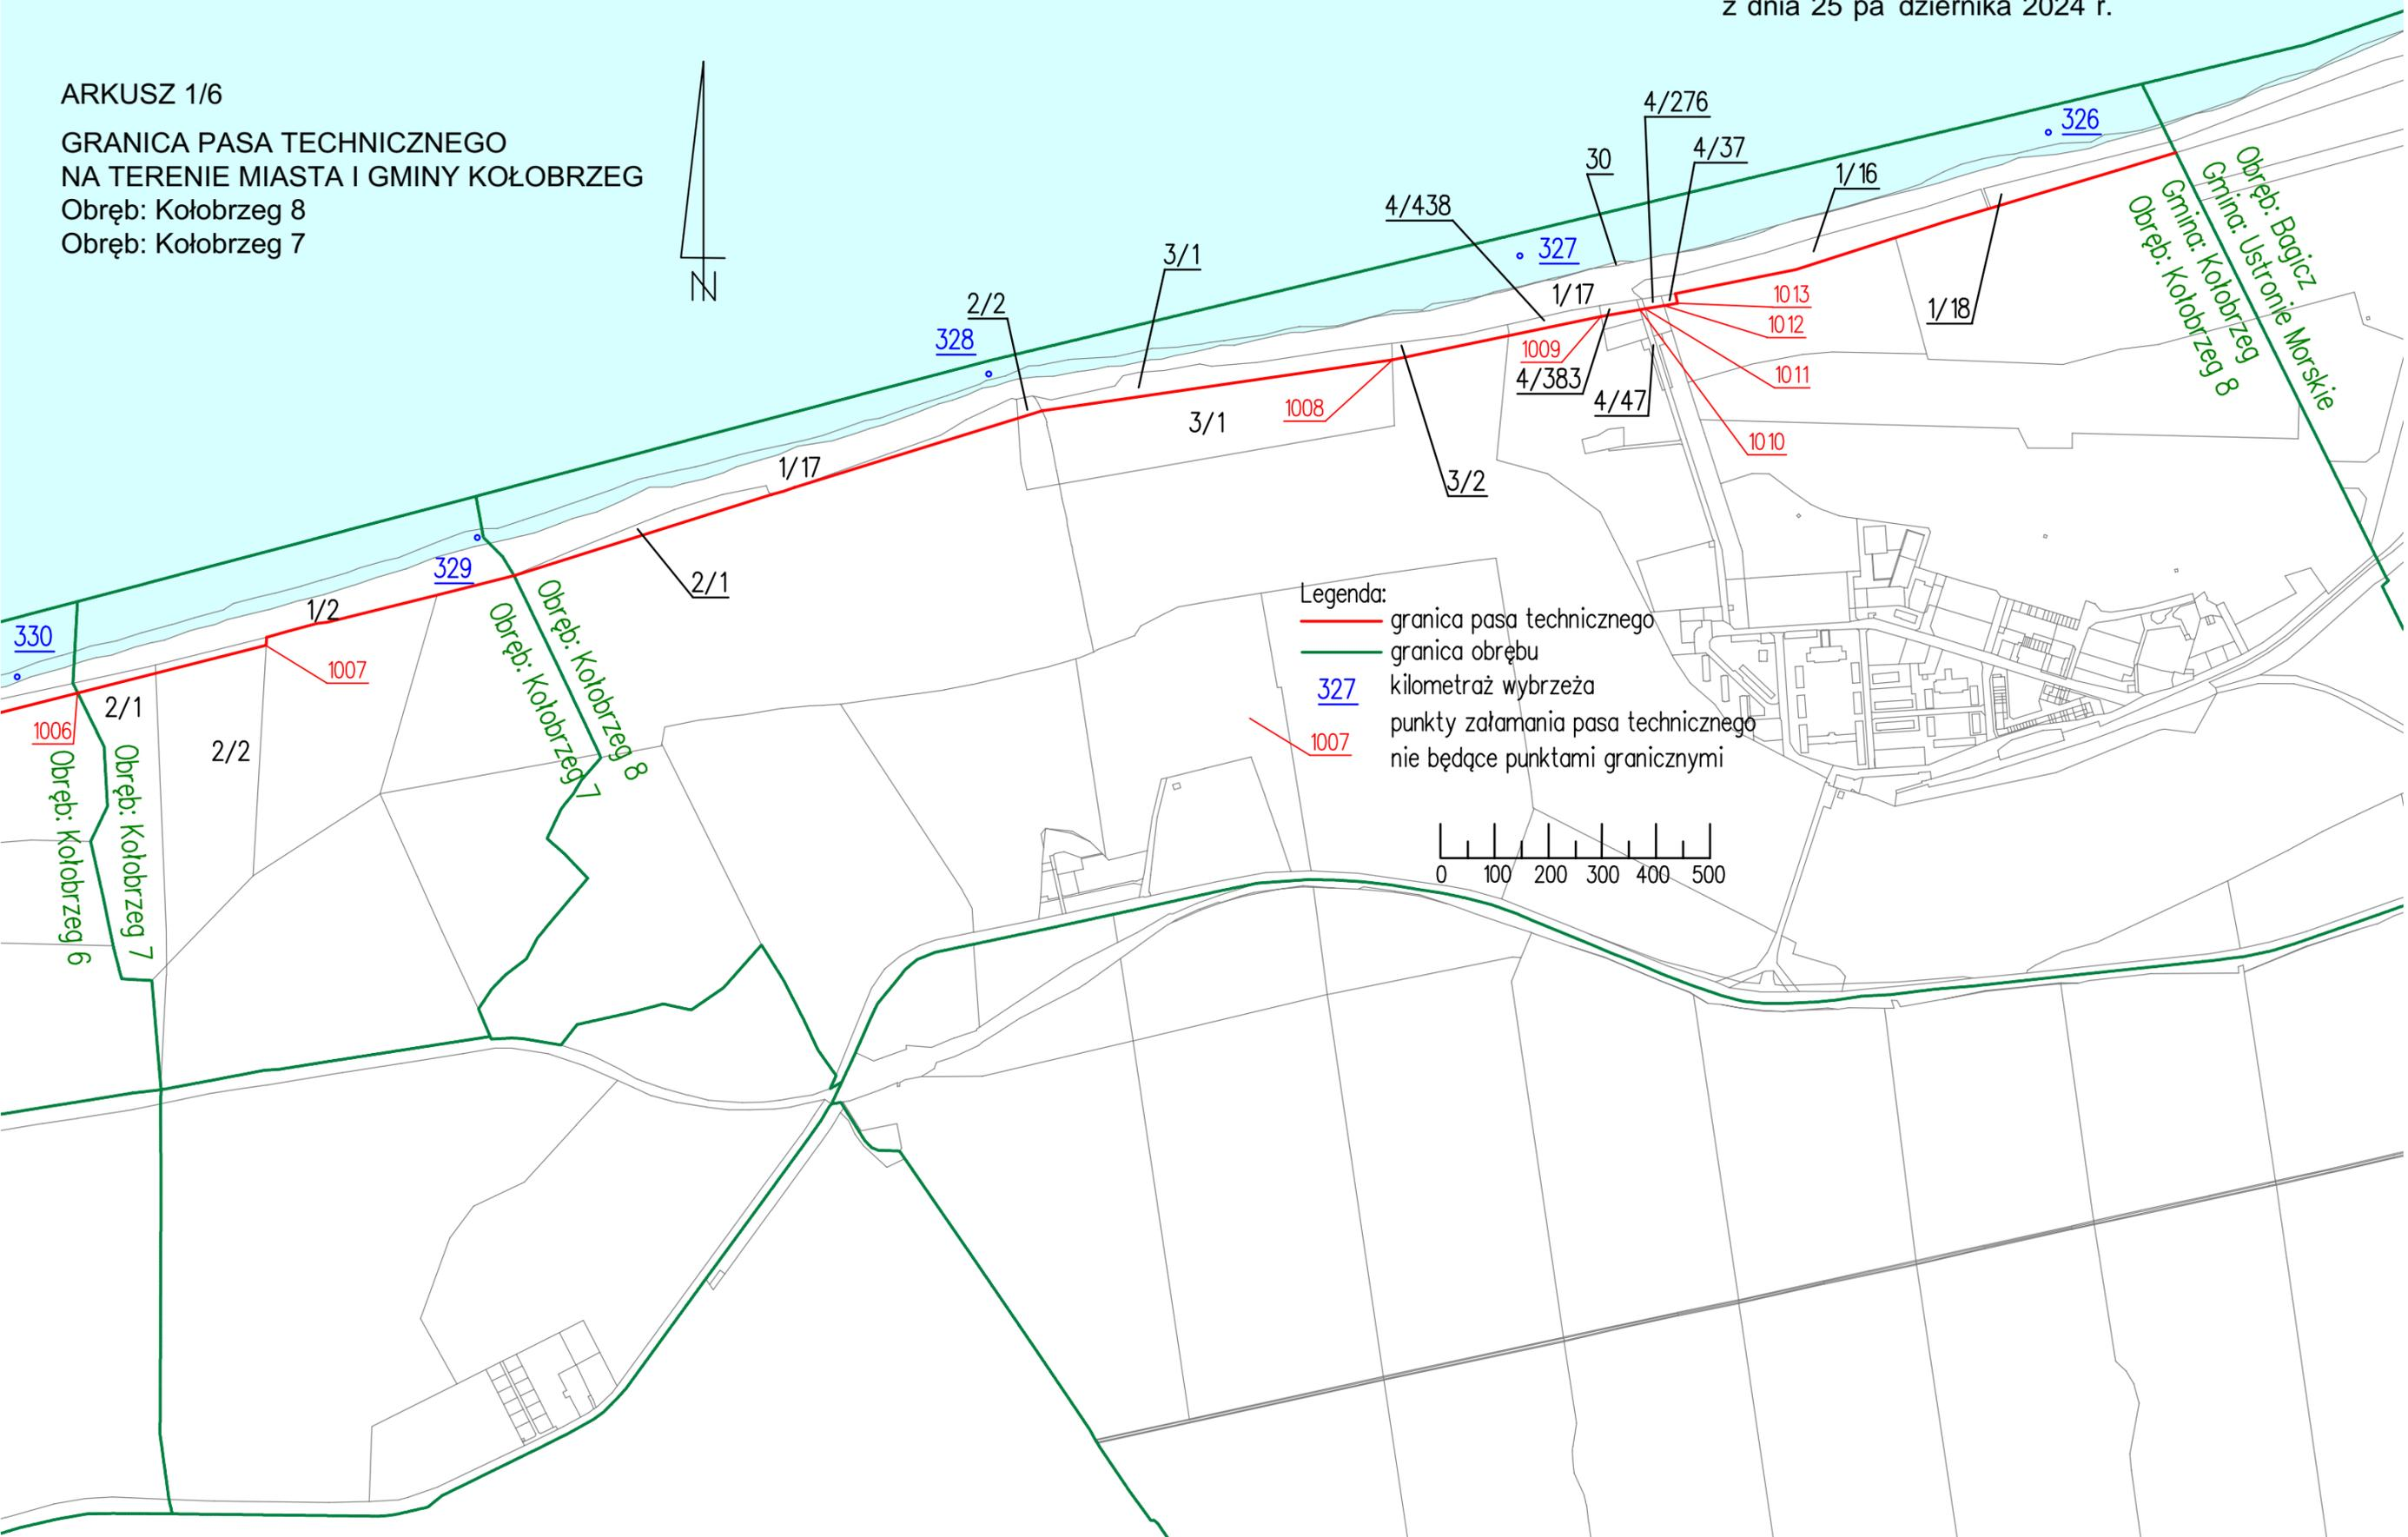 z dnia 25 pa dziernika 2024 r.
ARKUSZ 1/6
GRANICA PASA TECHNICZNEGO
NA TERENIE MIASTA I GMINY KOŁOBRZEG
Obręb: Kołobrzeg 8
Obręb: Kołobrzeg 7
N
4/276
326
4/37
30
1/16
4/438
Obręb: Bagicz
Gmina: Ustronie Morskie
Gmina: Kołobrzeg
Obręb: Kołobrzeg 8
3/1
327
1/17
1013
2/2
1/18
1012
328
1009
4/383
1011
4/47
1008
3/1
1010
1/17
3/2
329
2/1
Obręb: Kołobrzeg 8
Obręb: Kołobrzeg 7
1/2
330
1007
2/1
1006
2/2
Obręb: Kołobrzeg 6
Obręb: Kołobrzeg 7
Legenda:
granica pasa technicznego
granica obrębu
327 kilometraż wybrzeża
punkty załamania pasa technicznego
1007
nie będące punktami granicznymi
0 100 200 300 400 500